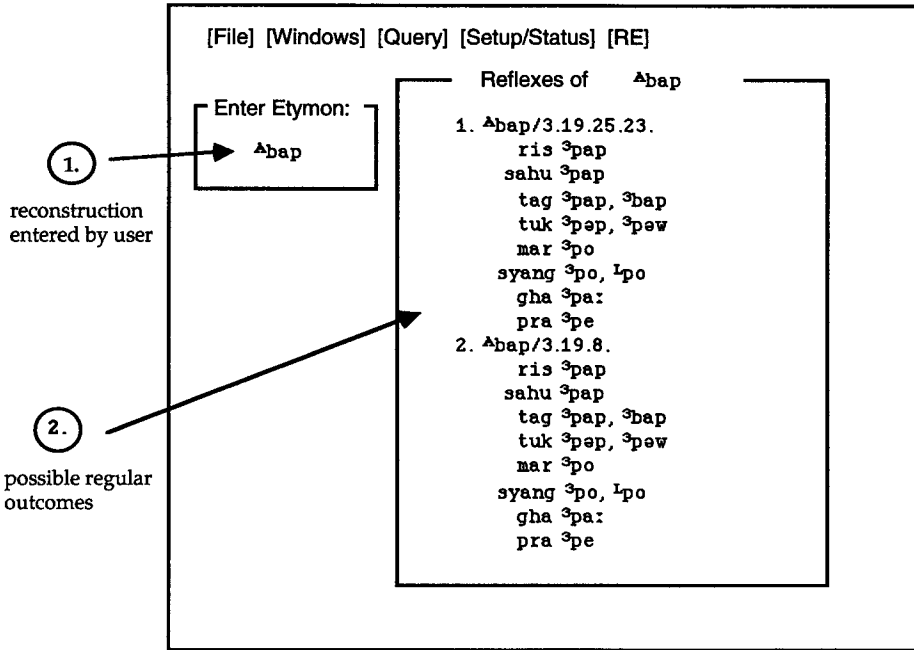 [File] [Windows] [Query] [Setup/Status] [RE]
Reflexes of ᴬbap
Enter Etymon:
ᴬbap
1.
reconstruction
entered by user
1. ᴬbap/3.19.25.23.
ris ³pap
sahu ³pap
tag ³pap, ³bap
tuk ³pəp, ³pəw
mar ³po
syang ³po, ᴸpo
gha ³paː
pra ³pe
2. ᴬbap/3.19.8.
ris ³pap
sahu ³pap
tag ³pap, ³bap
tuk ³pəp, ³pəw
mar ³po
syang ³po, ᴸpo
gha ³paː
pra ³pe
2.
possible regular
outcomes